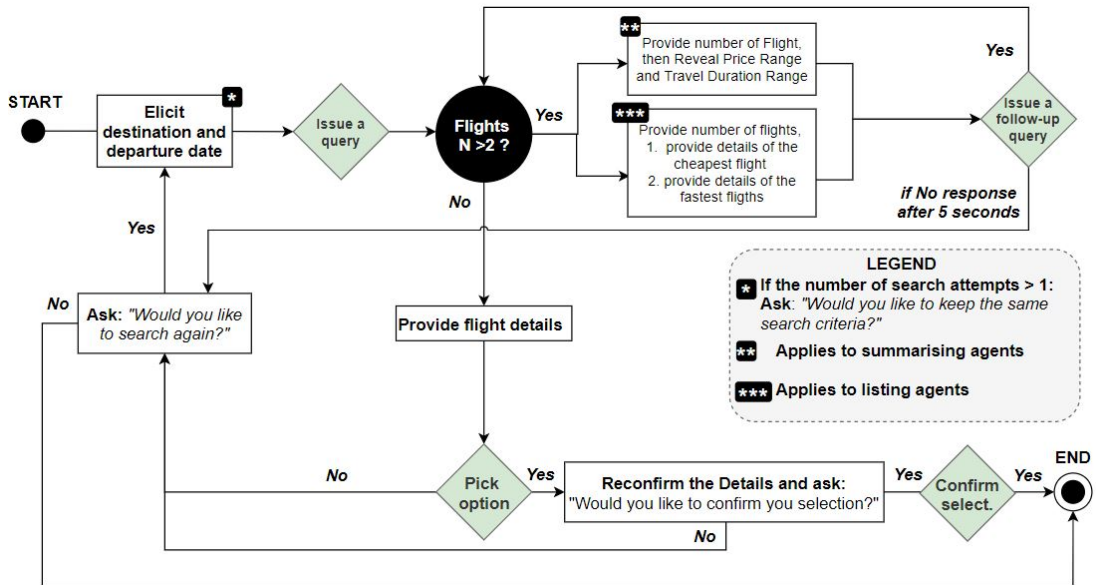 START
Elicit
destination and
departure date
*
Issue a
query
Flights
N >2 ?
Yes
No
**
Provide number of Flight,
then Reveal Price Range
and Travel Duration Range
***
Provide number of flights,
1. provide details of the
cheapest flight
2. provide details of the
fastest fligths
Yes
Issue a
follow-up
query
if No response
after 5 seconds
Yes
No
Ask: "Would you like
to search again?"
Provide flight details
LEGEND
* If the number of search attempts > 1:
Ask: "Would you like to keep the same
search criteria?"
** Applies to summarising agents
*** Applies to listing agents
No
Pick
option
Yes
Reconfirm the Details and ask:
"Would you like to confirm you selection?"
No
Yes
Confirm
select.
Yes
END